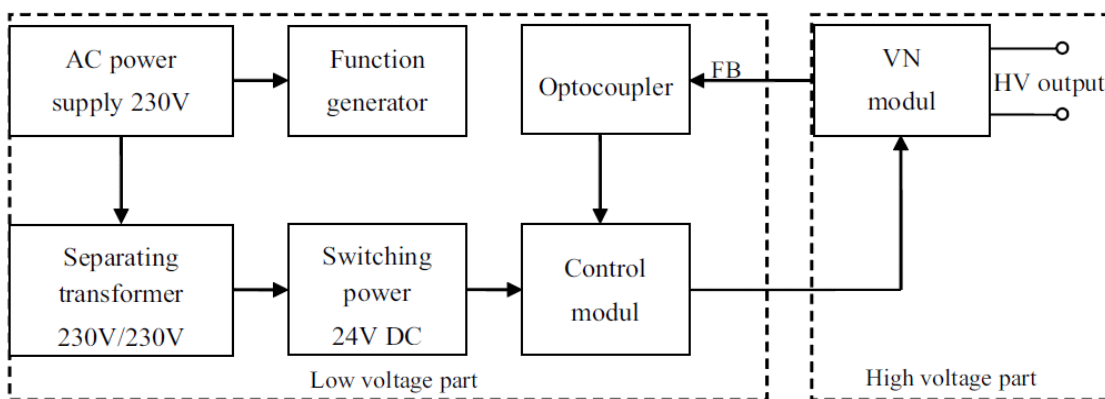 AC power
supply 230V
Function
generator
Optocoupler
FB
VN
modul
HV output
Separating
transformer
230V/230V
Switching
power
24V DC
Control
modul
Low voltage part
High voltage part